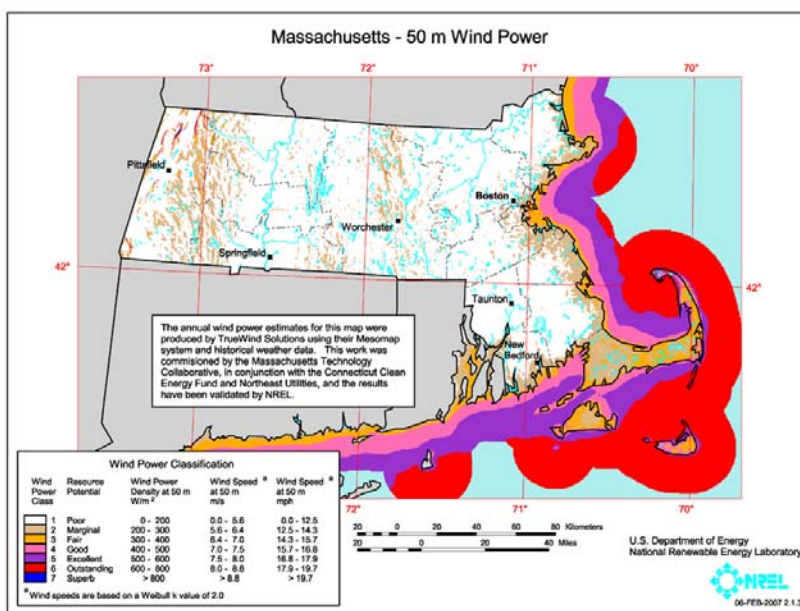 Massachusetts - 50 m Wind Power
73° 72° 71° 70°
Pittsfield
Boston
Worchester
Springfield
42° 42°
Taunton
New
Bedford
The annual wind power estimates for this map were
produced by TrueWind Solutions using their Mesomap
system and historical weather data. This work was
commisioned by the Massachusetts Technology
Collaborative, in conjunction with the Connecticut Clean
Energy Fund and Northeast Utilities, and the results
have been validated by NREL.
72° 71° 70°
Wind Power Classification
Wind Power Class Resource Potential Wind Power Density at 50 m W/m² Wind Speed ª at 50 m m/s Wind Speed ª at 50 m mph
1 Poor 0 - 200 0.0 - 5.6 0.0 - 12.5
2 Marginal 200 - 300 5.6 - 6.4 12.5 - 14.3
3 Fair 300 - 400 6.4 - 7.0 14.3 - 15.7
4 Good 400 - 500 7.0 - 7.5 15.7 - 16.8
5 Excellent 500 - 600 7.5 - 8.0 16.8 - 17.9
6 Outstanding 600 - 800 8.0 - 8.8 17.9 - 19.7
7 Superb > 800 > 8.8 > 19.7
ª Wind speeds are based on a Weibull k value of 2.0
20 0 20 40 60 80 Kilometers
20 0 20 40 Miles
U.S. Department of Energy
National Renewable Energy Laboratory
NREL
06-FEB-2007 2.1.3